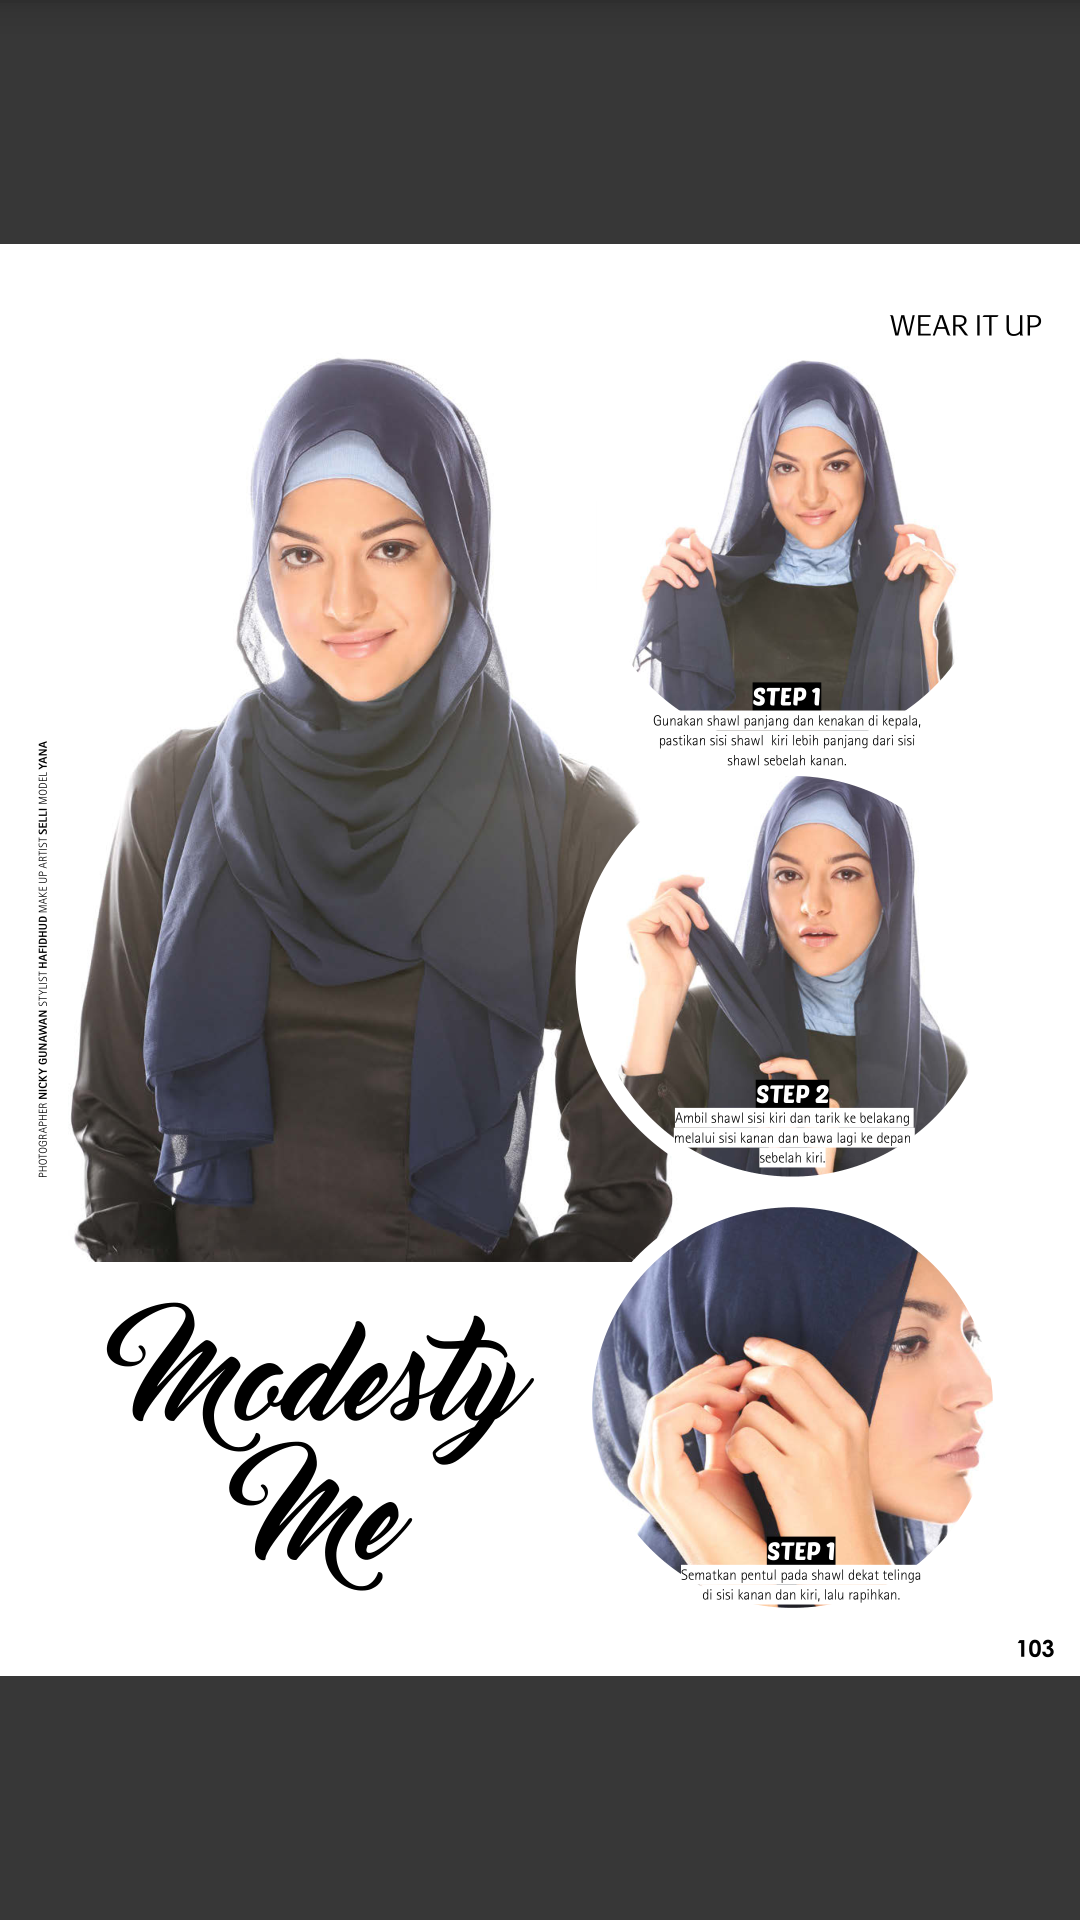 WEAR IT UP
PHOTOGRAPHER NICKY GUNAWAN STYLIST HAFIDHUD MAKE UP ARTIST SELLI MODEL YANA
STEP 1
Gunakan shawl panjang dan kenakan di kepala,
pastikan sisi shawl kiri lebih panjang dari sisi
shawl sebelah kanan.
STEP 2
Ambil shawl sisi kiri dan tarik ke belakang
melalui sisi kanan dan bawa lagi ke depan
sebelah kiri.
Modesty
Me
STEP 1
Sematkan pentul pada shawl dekat telinga
di sisi kanan dan kiri, lalu rapihkan.
103